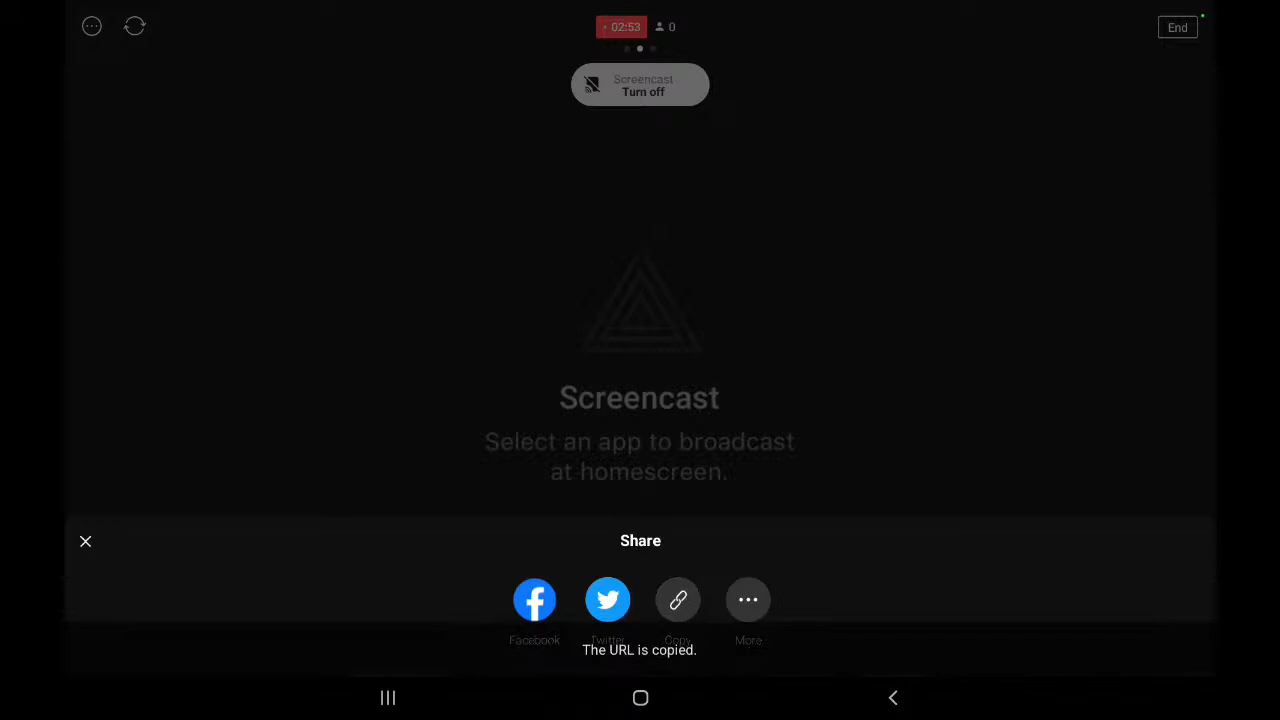 02:53 0
End
Screencast
Turn off
Screencast
Select an app to broadcast
at homescreen.
Share
Facebook Twitter Copy More
The URL is copied.